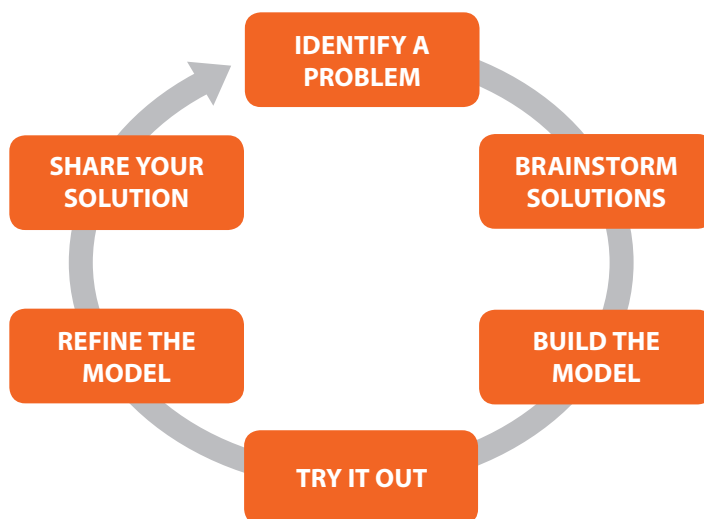 IDENTIFY A
PROBLEM
BRAINSTORM
SOLUTIONS
BUILD THE
MODEL
TRY IT OUT
REFINE THE
MODEL
SHARE YOUR
SOLUTION